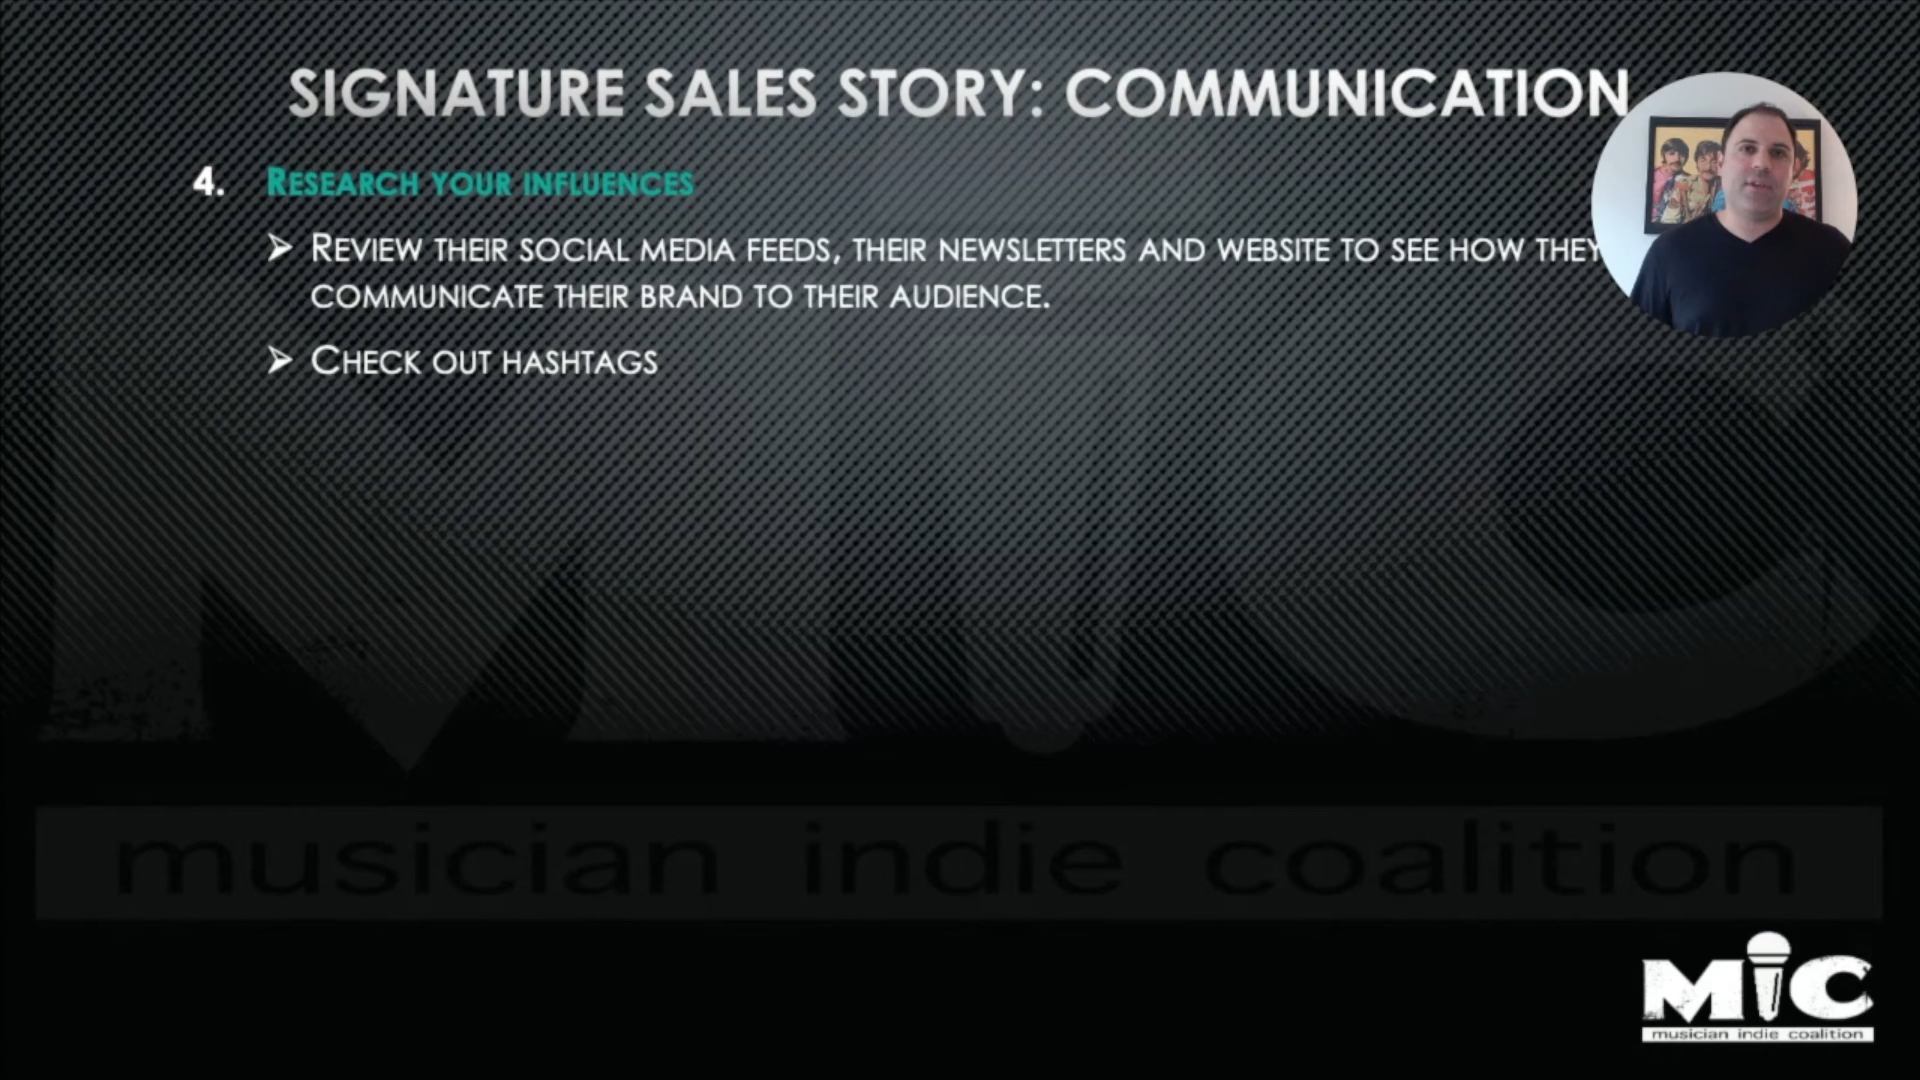 SIGNATURE SALES STORY: COMMUNICATION
4. RESEARCH YOUR INFLUENCES
➢ REVIEW THEIR SOCIAL MEDIA FEEDS, THEIR NEWSLETTERS AND WEBSITE TO SEE HOW THEY
COMMUNICATE THEIR BRAND TO THEIR AUDIENCE.
➢ CHECK OUT HASHTAGS
musician indie coalition
MIC
musician indie coalition